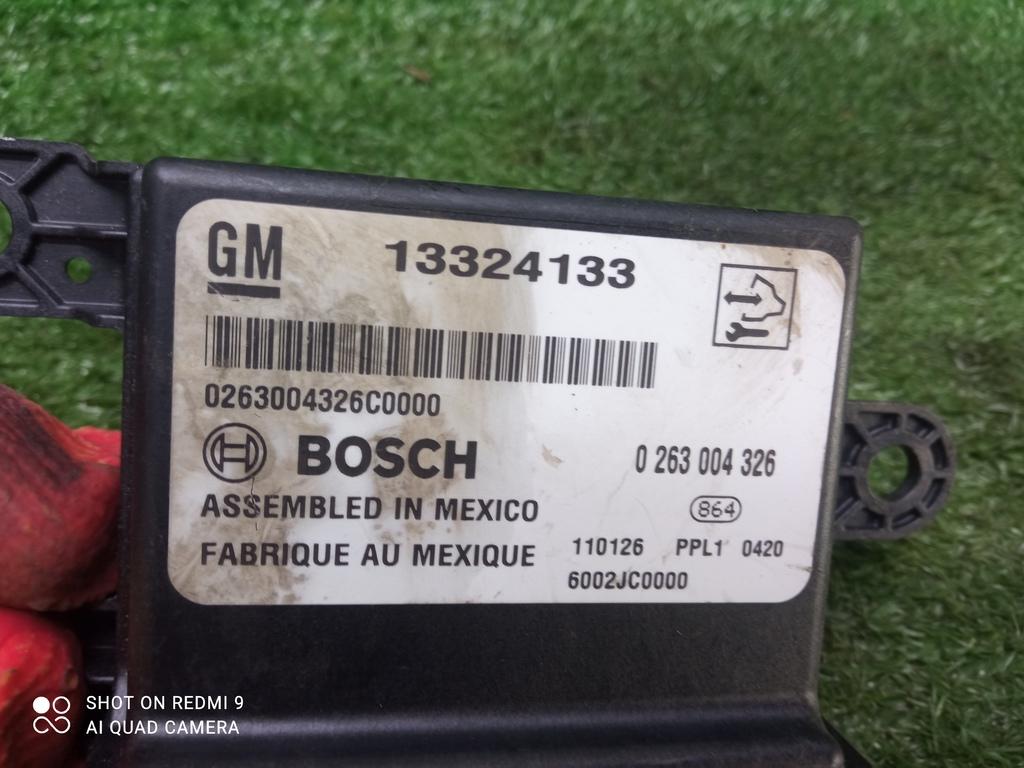 GM 13324133
0263004326C0000
BOSCH 0 263 004 326
ASSEMBLED IN MEXICO 864
FABRIQUE AU MEXIQUE 110126 PPL1 0420
6002JC0000
SHOT ON REDMI 9
AI QUAD CAMERA